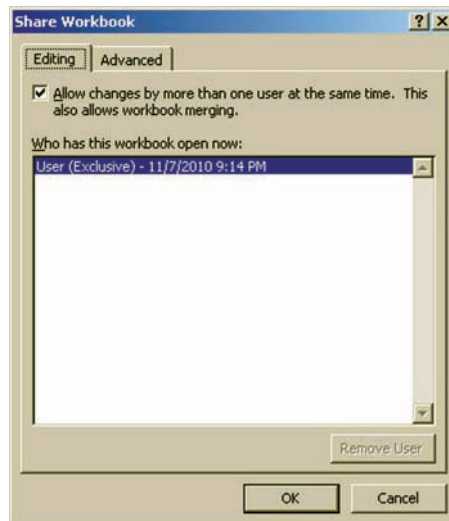 Share Workbook
Editing
Advanced
Allow changes by more than one user at the same time. This
also allows workbook merging.
Who has this workbook open now:
User (Exclusive) - 11/7/2010 9:14 PM
Remove User
OK
Cancel